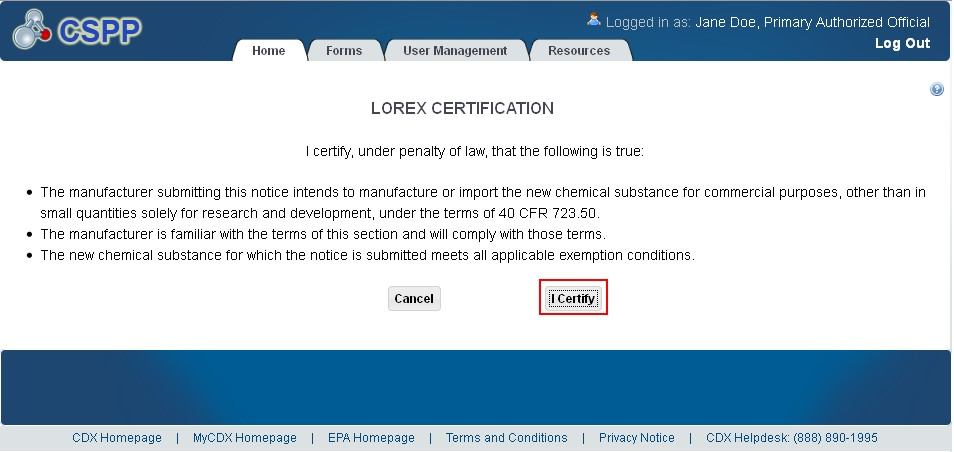 CSPP
Logged in as: Jane Doe, Primary Authorized Official
Log Out
Home Forms User Management Resources
?
LOREX CERTIFICATION
I certify, under penalty of law, that the following is true:
• The manufacturer submitting this notice intends to manufacture or import the new chemical substance for commercial purposes, other than in
small quantities solely for research and development, under the terms of 40 CFR 723.50.
• The manufacturer is familiar with the terms of this section and will comply with those terms.
• The new chemical substance for which the notice is submitted meets all applicable exemption conditions.
Cancel I Certify
CDX Homepage | MyCDX Homepage | EPA Homepage | Terms and Conditions | Privacy Notice | CDX Helpdesk: (888) 890-1995